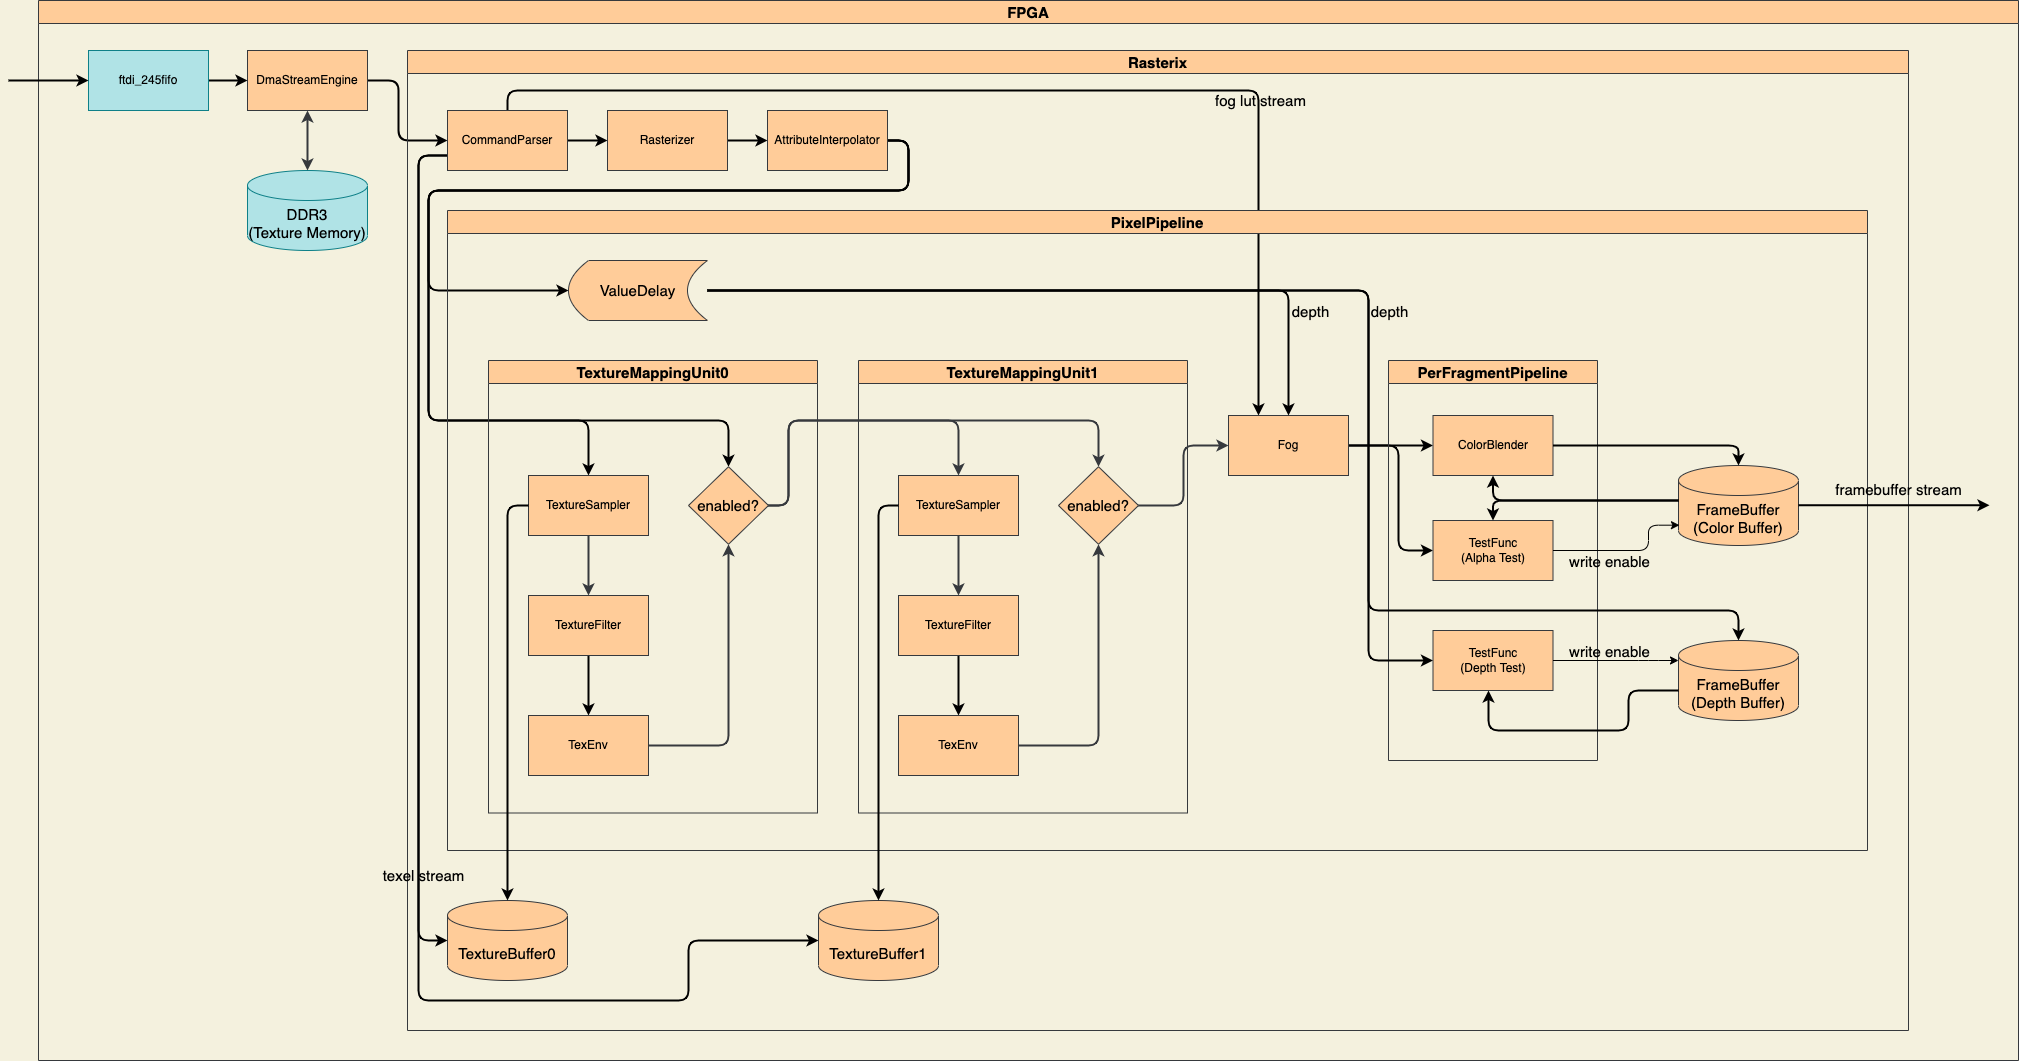 FPGA
Rasterix
ftdi_245fifo
DmaStreamEngine
fog lut stream
CommandParser
Rasterizer
AttributeInterpolator
DDR3
(Texture Memory)
PixelPipeline
ValueDelay
depth
depth
TextureMappingUnit0
TextureMappingUnit1
PerFragmentPipeline
Fog
ColorBlender
TextureSampler
enabled?
TextureSampler
enabled?
framebuffer stream
FrameBuffer
(Color Buffer)
TestFunc
(Alpha Test)
write enable
TextureFilter
TextureFilter
TestFunc
(Depth Test)
write enable
FrameBuffer
(Depth Buffer)
TexEnv
TexEnv
texel stream
TextureBuffer0
TextureBuffer1